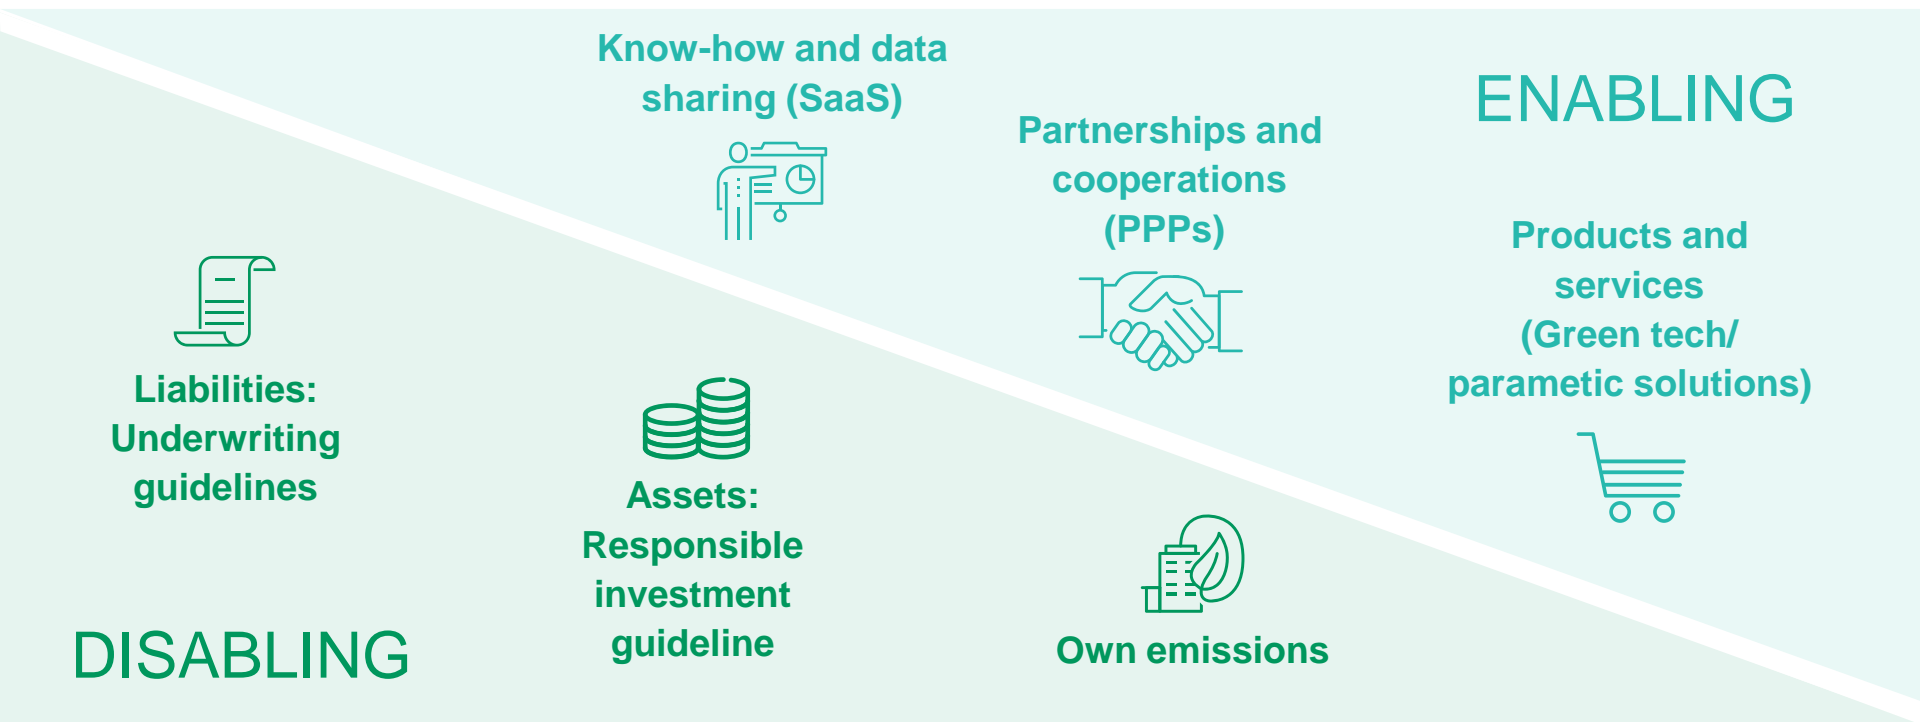 Know-how and data
sharing (SaaS)
Partnerships and
cooperations
(PPPs)
ENABLING
Products and
services
(Green tech/
parametic solutions)
Liabilities:
Underwriting
guidelines
Assets:
Responsible
investment
guideline
Own emissions
DISABLING